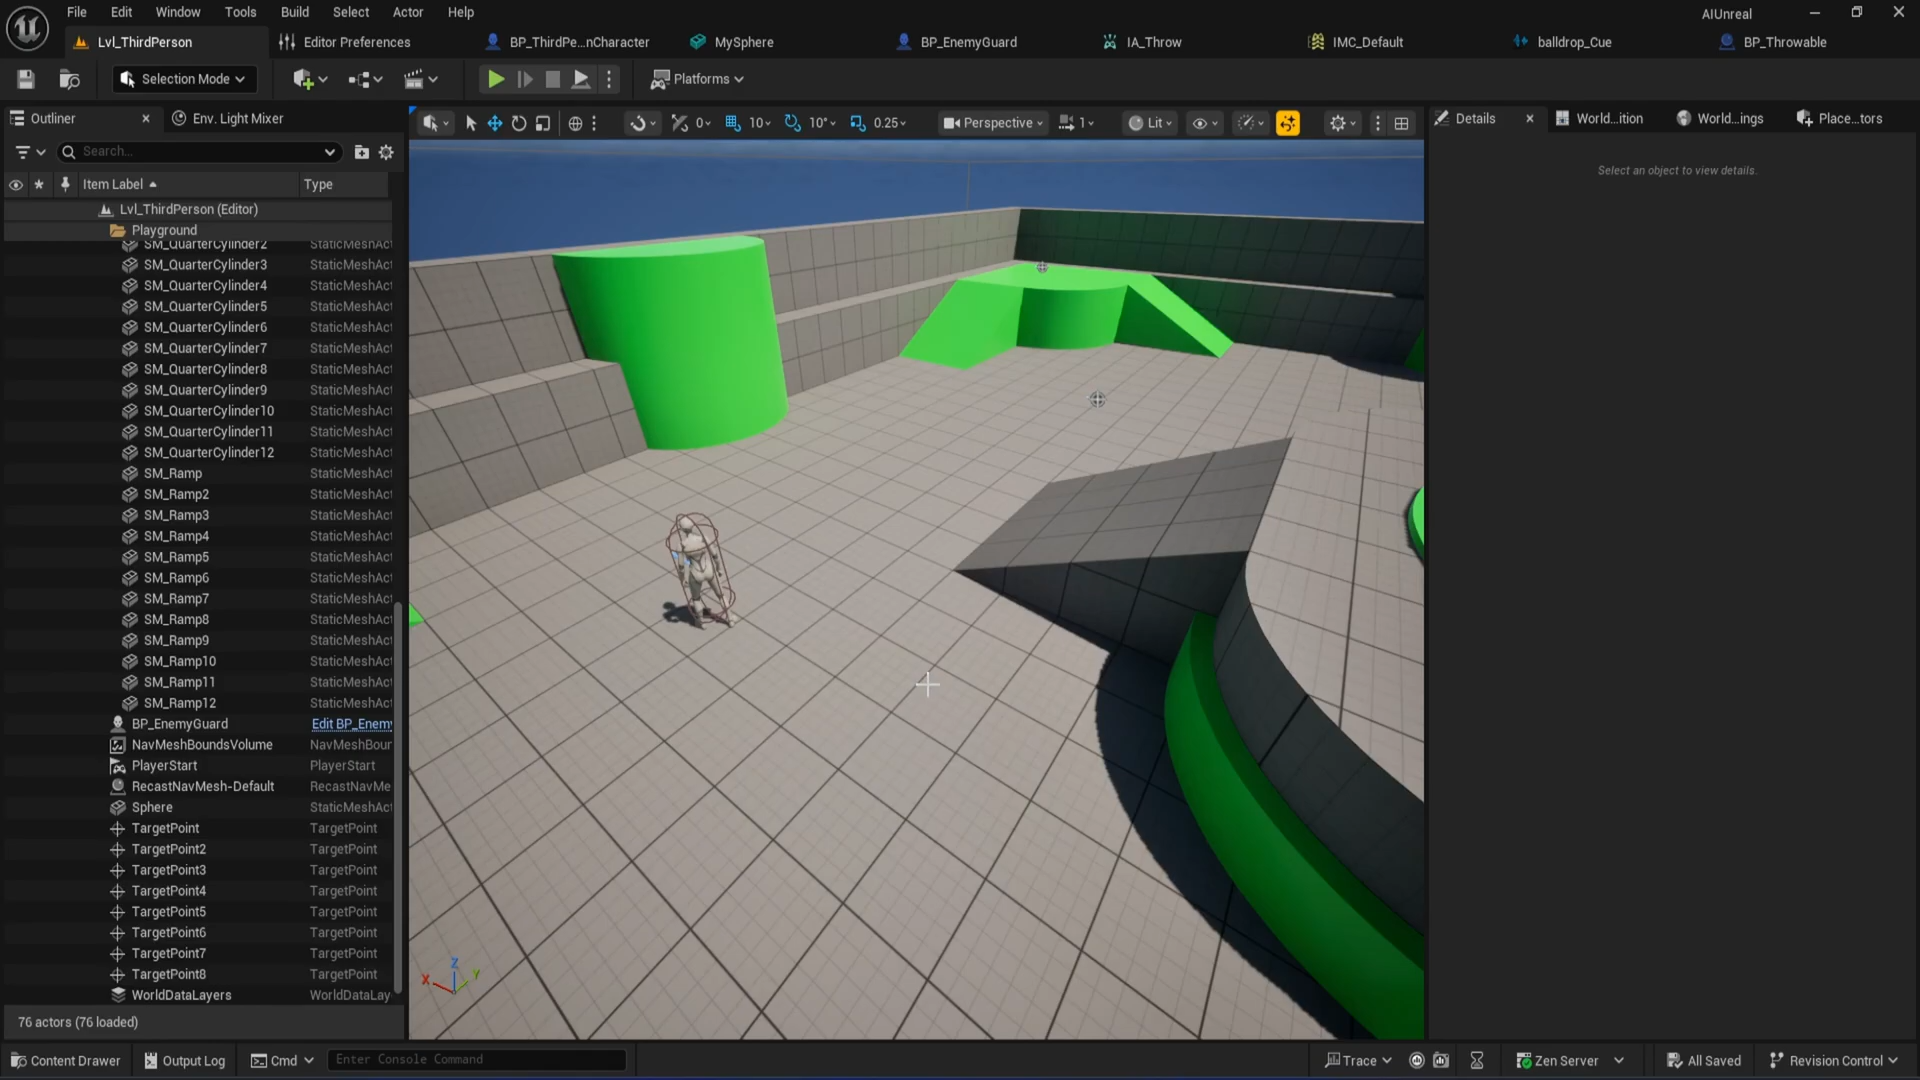 File Edit Window Tools Build Select Actor Help
AIUnreal
Lvl_ThirdPerson
Editor Preferences
BP_ThirdPe...nCharacter
MySphere
BP_EnemyGuard
IA_Throw
IMC_Default
balldrop_Cue
BP_Throwable
Selection Mode
Platforms
Outliner
Env. Light Mixer
0
10
10°
0.25
Perspective
1
Lit
Details
World...ition
World...ings
Place...tors
Search...
Select an object to view details.
Item Label Type
Lvl_ThirdPerson (Editor)
Playground
SM_QuarterCylinder2 StaticMeshAct
SM_QuarterCylinder3 StaticMeshAct
SM_QuarterCylinder4 StaticMeshAct
SM_QuarterCylinder5 StaticMeshAct
SM_QuarterCylinder6 StaticMeshAct
SM_QuarterCylinder7 StaticMeshAct
SM_QuarterCylinder8 StaticMeshAct
SM_QuarterCylinder9 StaticMeshAct
SM_QuarterCylinder10 StaticMeshAct
SM_QuarterCylinder11 StaticMeshAct
SM_QuarterCylinder12 StaticMeshAct
SM_Ramp StaticMeshAct
SM_Ramp2 StaticMeshAct
SM_Ramp3 StaticMeshAct
SM_Ramp4 StaticMeshAct
SM_Ramp5 StaticMeshAct
SM_Ramp6 StaticMeshAct
SM_Ramp7 StaticMeshAct
SM_Ramp8 StaticMeshAct
SM_Ramp9 StaticMeshAct
SM_Ramp10 StaticMeshAct
SM_Ramp11 StaticMeshAct
SM_Ramp12 StaticMeshAct
BP_EnemyGuard Edit BP_Enemy
NavMeshBoundsVolume NavMeshBour
PlayerStart PlayerStart
RecastNavMesh-Default RecastNavMe
Sphere StaticMeshAct
TargetPoint TargetPoint
TargetPoint2 TargetPoint
TargetPoint3 TargetPoint
TargetPoint4 TargetPoint
TargetPoint5 TargetPoint
TargetPoint6 TargetPoint
TargetPoint7 TargetPoint
TargetPoint8 TargetPoint
WorldDataLayers WorldDataLay
X Z Y
76 actors (76 loaded)
Content Drawer
Output Log
Cmd
Enter Console Command
Trace
Zen Server
All Saved
Revision Control